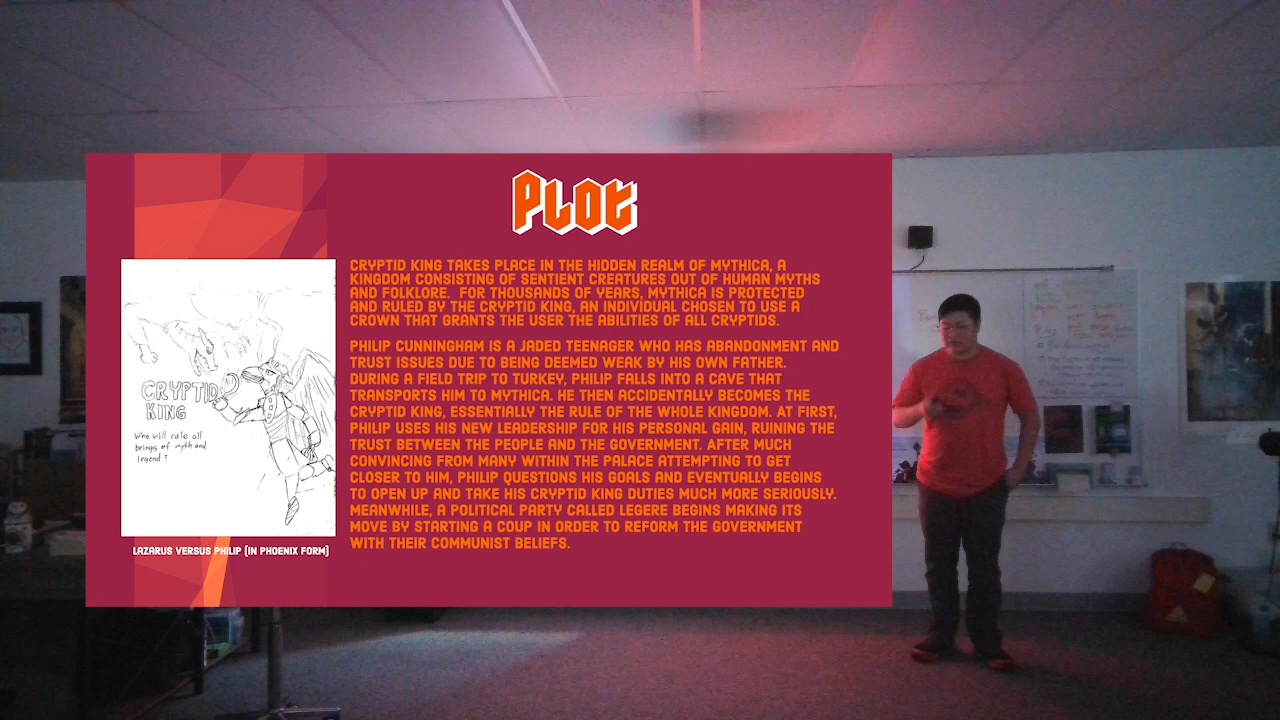 Plot
CRYPTID KING TAKES PLACE IN THE HIDDEN REALM OF MYTHICA, A
KINGDOM CONSISTING OF SENTIENT CREATURES OUT OF HUMAN MYTHS
AND FOLKLORE. FOR THOUSANDS OF YEARS, MYTHICA IS PROTECTED
AND RULED BY THE CRYPTID KING, AN INDIVIDUAL CHOSEN TO USE A
CROWN THAT GRANTS THE USER THE ABILITIES OF ALL CRYPTIDS.
PHILIP CUNNINGHAM IS A JADED TEENAGER WHO HAS ABANDONMENT AND
TRUST ISSUES DUE TO BEING DEEMED WEAK BY HIS OWN FATHER.
DURING A FIELD TRIP TO TURKEY, PHILIP FALLS INTO A CAVE THAT
TRANSPORTS HIM TO MYTHICA. HE THEN ACCIDENTALLY BECOMES THE
CRYPTID KING, ESSENTIALLY THE RULE OF THE WHOLE KINGDOM. AT FIRST,
PHILIP USES HIS NEW LEADERSHIP FOR HIS PERSONAL GAIN, RUINING THE
TRUST BETWEEN THE PEOPLE AND THE GOVERNMENT. AFTER MUCH
CONVINCING FROM MANY WITHIN THE PALACE ATTEMPTING TO GET
CLOSER TO HIM, PHILIP QUESTIONS HIS GOALS AND EVENTUALLY BEGINS
TO OPEN UP AND TAKE HIS CRYPTID KING DUTIES MUCH MORE SERIOUSLY.
MEANWHILE, A POLITICAL PARTY CALLED LEGERE BEGINS MAKING ITS
MOVE BY STARTING A COUP IN ORDER TO REFORM THE GOVERNMENT
WITH THEIR COMMUNIST BELIEFS.
CRYPTID
KING
Who will rule all
beings of myth and
legend ?
LAZARUS VERSUS PHILIP (IN PHOENIX FORM)